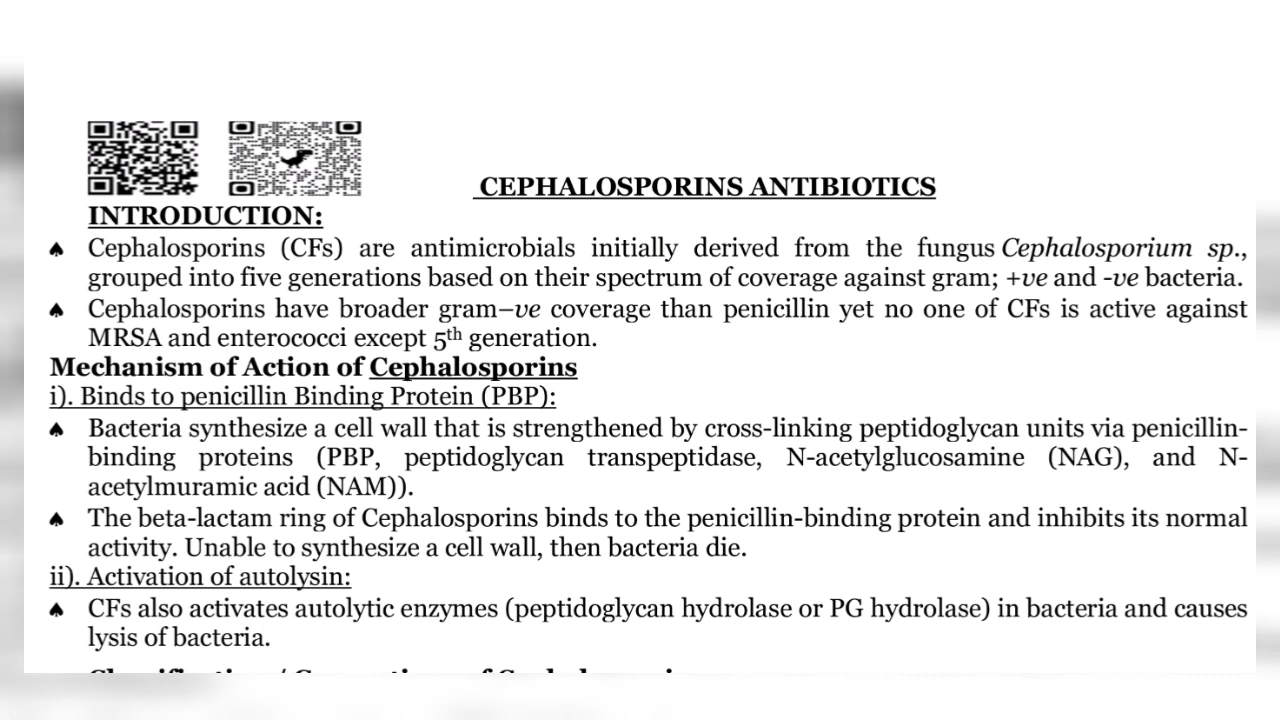 CEPHALOSPORINS ANTIBIOTICS
INTRODUCTION:
♠ Cephalosporins (CFs) are antimicrobials initially derived from the fungus Cephalosporium sp.,
grouped into five generations based on their spectrum of coverage against gram; +ve and -ve bacteria.
♠ Cephalosporins have broader gram–ve coverage than penicillin yet no one of CFs is active against
MRSA and enterococci except 5th generation.
Mechanism of Action of Cephalosporins
i). Binds to penicillin Binding Protein (PBP):
♠ Bacteria synthesize a cell wall that is strengthened by cross-linking peptidoglycan units via penicillin-
binding proteins (PBP, peptidoglycan transpeptidase, N-acetylglucosamine (NAG), and N-
acetylmuramic acid (NAM)).
♠ The beta-lactam ring of Cephalosporins binds to the penicillin-binding protein and inhibits its normal
activity. Unable to synthesize a cell wall, then bacteria die.
ii). Activation of autolysin:
♠ CFs also activates autolytic enzymes (peptidoglycan hydrolase or PG hydrolase) in bacteria and causes
lysis of bacteria.